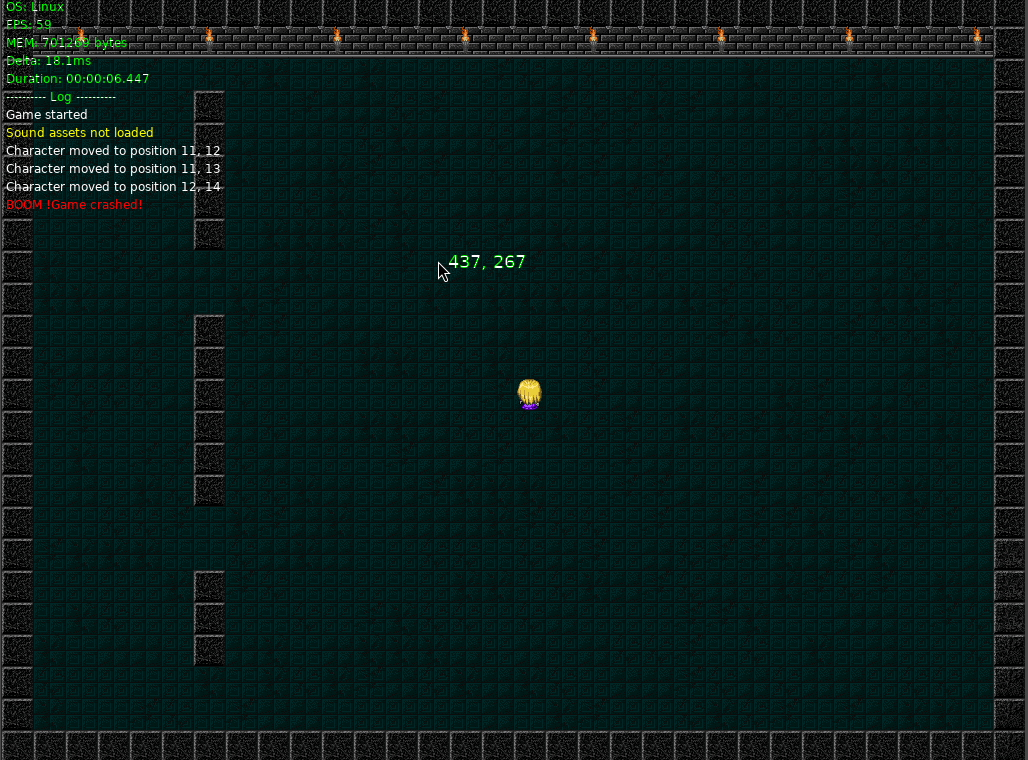 OS: Linux
FPS: 59
MEM: 701269 bytes
Delta: 18.1ms
Duration: 00:00:06.447
---------- Log ----------
Game started
Sound assets not loaded
Character moved to position 11, 12
Character moved to position 11, 13
Character moved to position 12, 14
BOOM !Game crashed!
437, 267